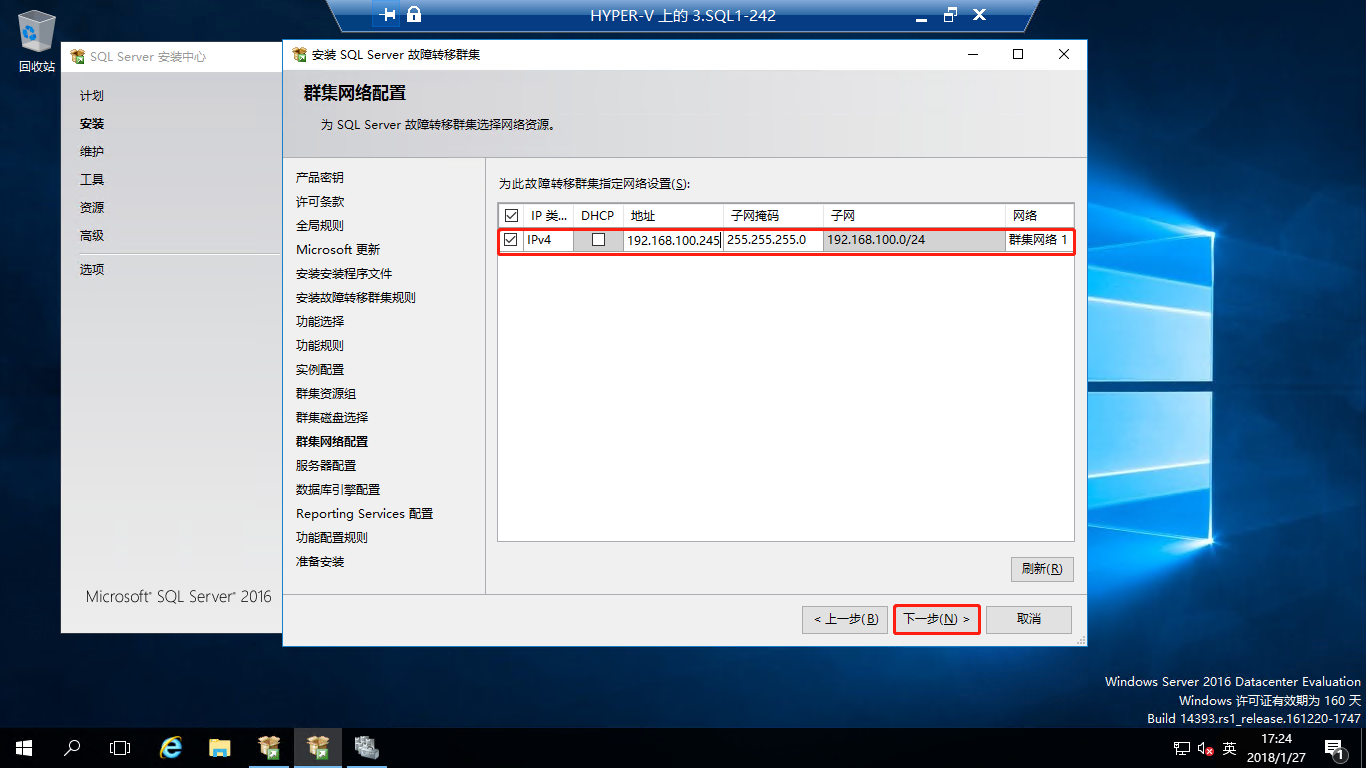 HYPER-V 上的 3.SQL1-242
回收站
SQL Server 安装中心
计划
安装
维护
工具
资源
高级
选项
Microsoft® SQL Server® 2016
安装 SQL Server 故障转移群集
群集网络配置
为 SQL Server 故障转移群集选择网络资源。
产品密钥
许可条款
全局规则
Microsoft 更新
安装安装程序文件
安装故障转移群集规则
功能选择
功能规则
实例配置
群集资源组
群集磁盘选择
群集网络配置
服务器配置
数据库引擎配置
Reporting Services 配置
功能配置规则
准备安装
为此故障转移群集指定网络设置(S):
IP 类... DHCP 地址 子网掩码 子网 网络
IPv4 192.168.100.245 255.255.255.0 192.168.100.0/24 群集网络 1
刷新(R)
< 上一步(B) 下一步(N) > 取消
Windows Server 2016 Datacenter Evaluation
Windows 许可证有效期为 160 天
Build 14393.rs1_release.161220-1747
英 17:24
2018/1/27
1